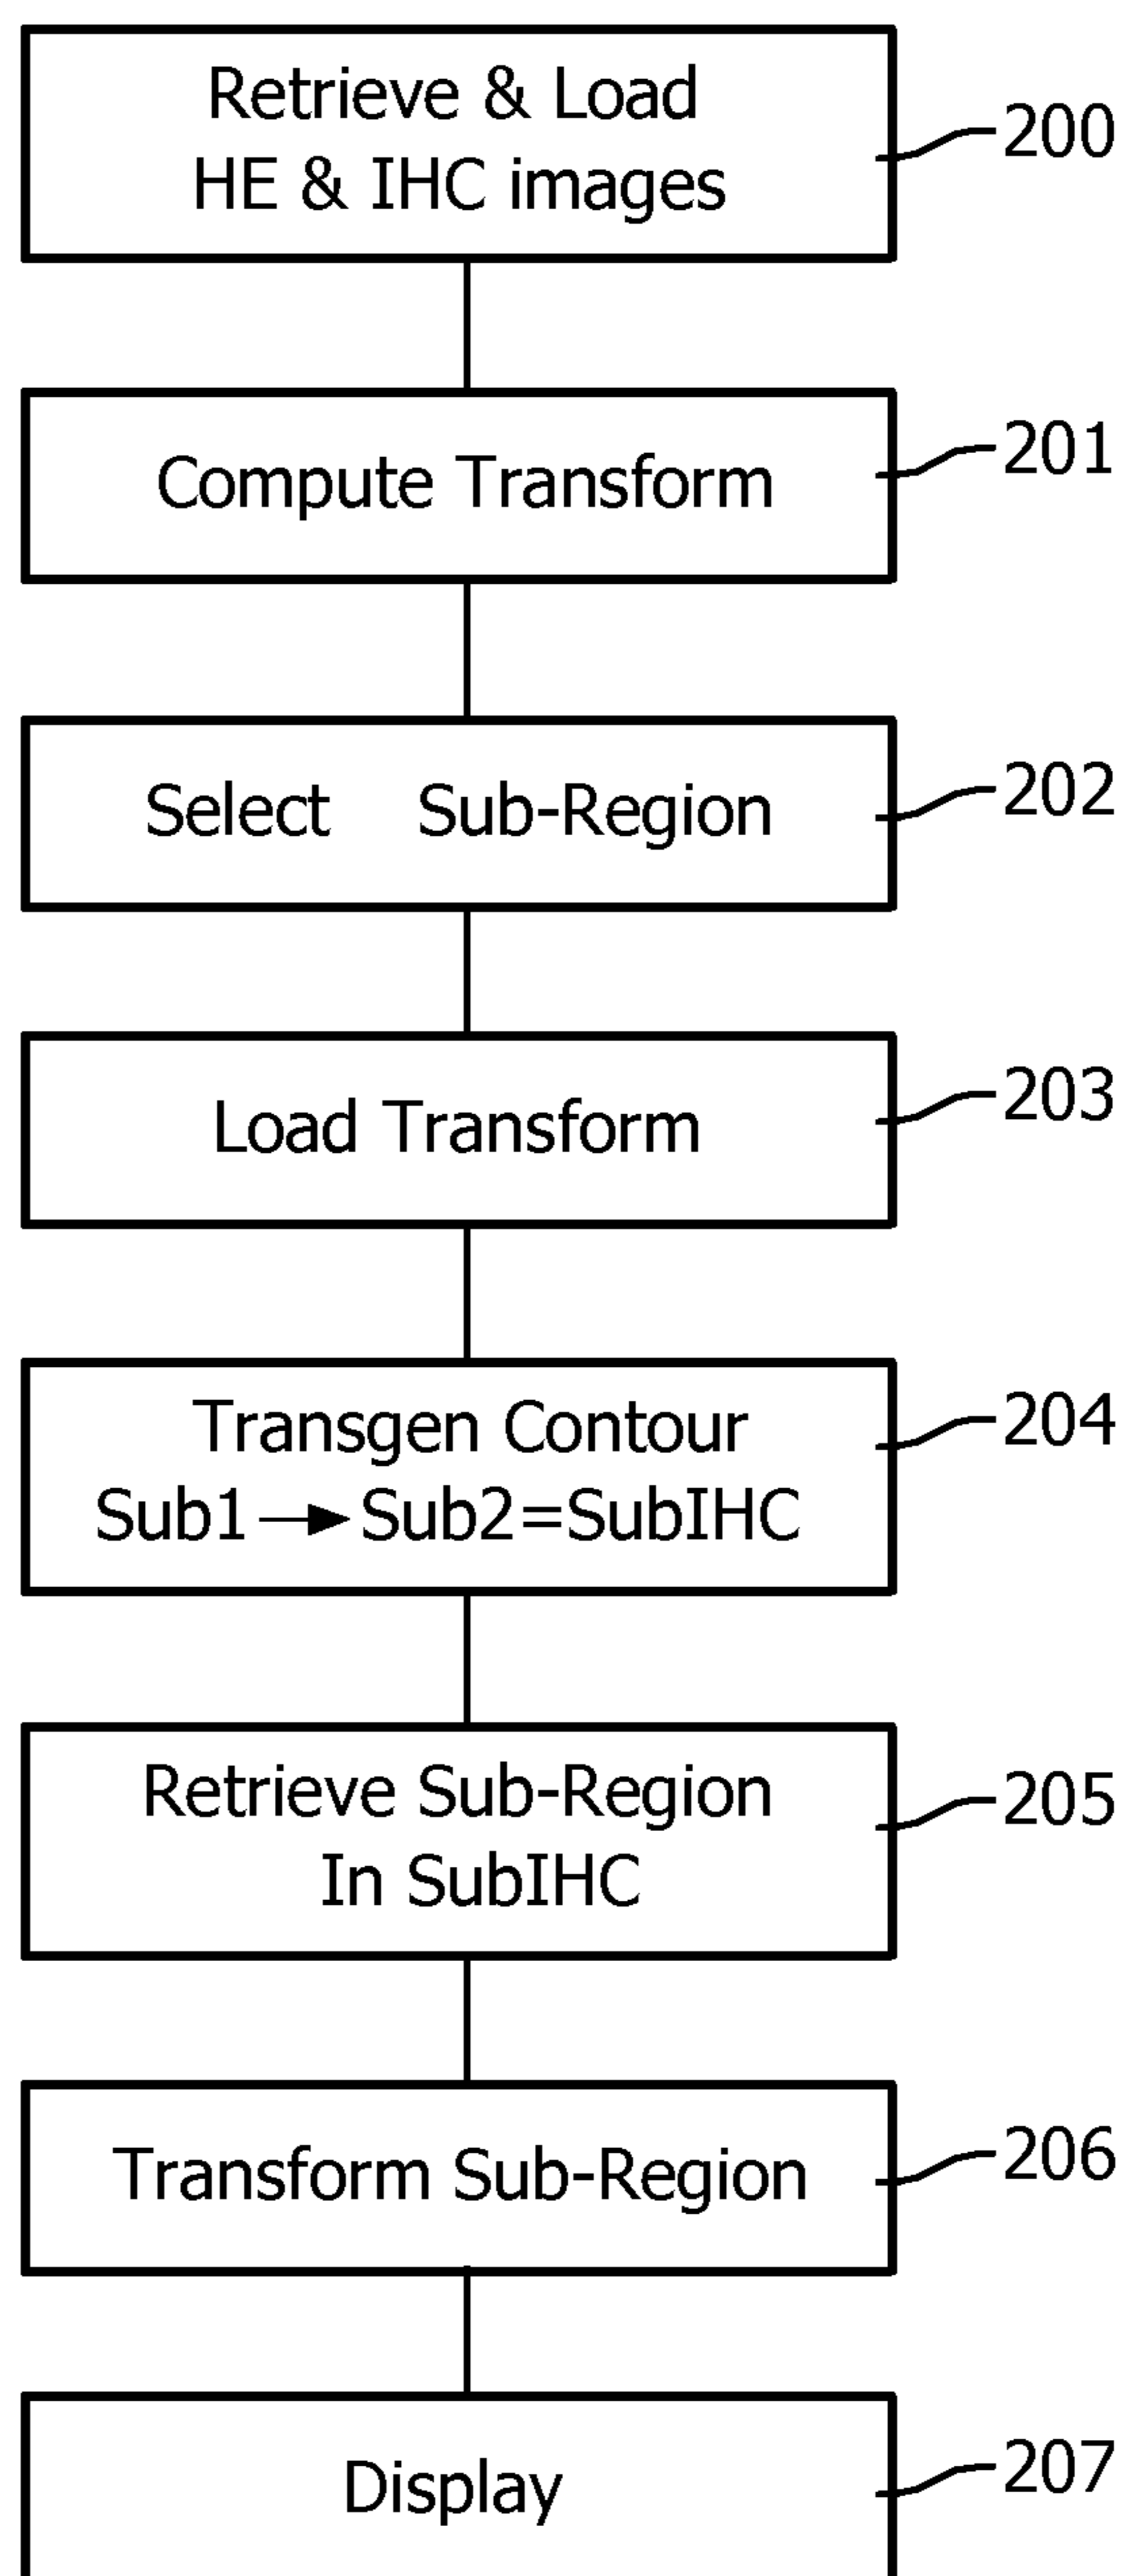 Retrieve & Load
HE & IHC images
200
Compute Transform
201
Select Sub-Region
202
Load Transform
203
Transgen Contour
Sub1→Sub2=SubIHC
204
Retrieve Sub-Region
In SubIHC
205
Transform Sub-Region
206
Display
207